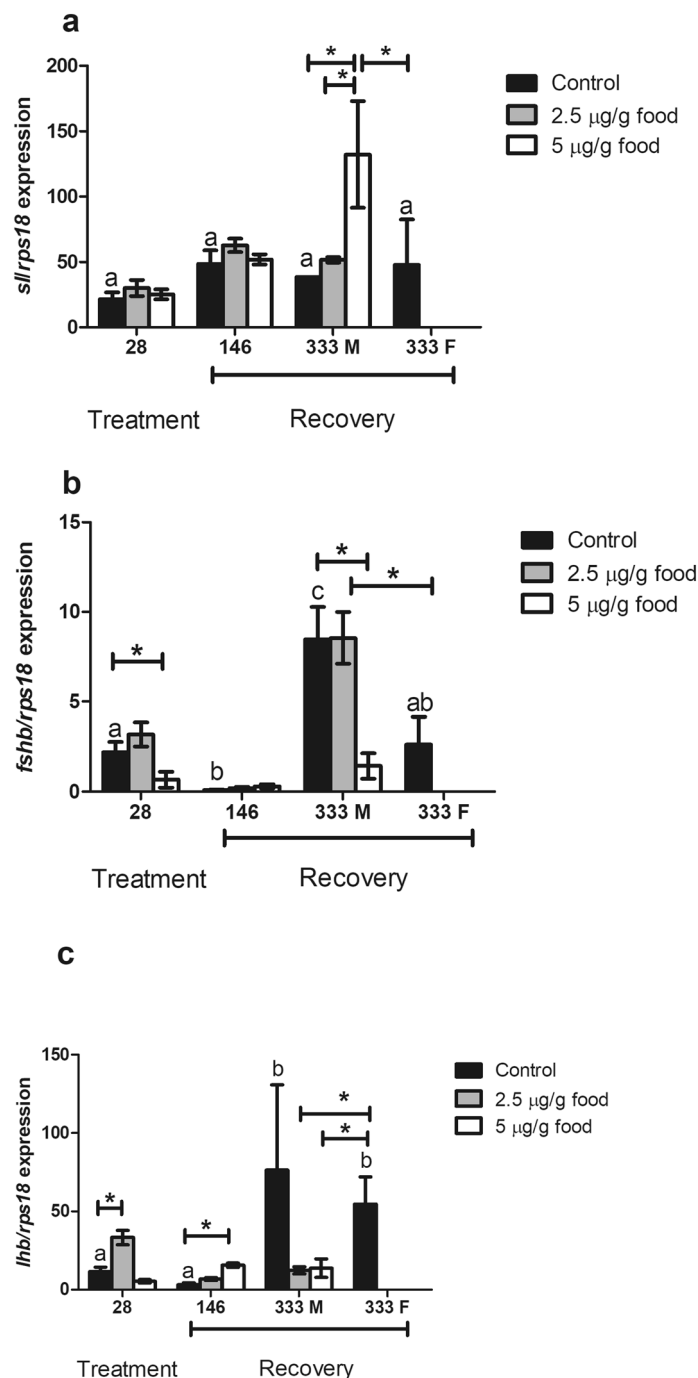 a
sl/rps18 expression
200
150
100
50
0
a
a
a
a
*
*
*
28
146
333 M
333 F
Treatment
Recovery
Control
2.5 μg/g food
5 μg/g food
b
fshb/rps18 expression
15
10
5
0
a
b
c
ab
*
*
*
28
146
333 M
333 F
Treatment
Recovery
Control
2.5 μg/g food
5 μg/g food
c
lhb/rps18 expression
150
100
50
0
a
a
b
b
*
*
*
*
28
146
333 M
333 F
Treatment
Recovery
Control
2.5 μg/g food
5 μg/g food